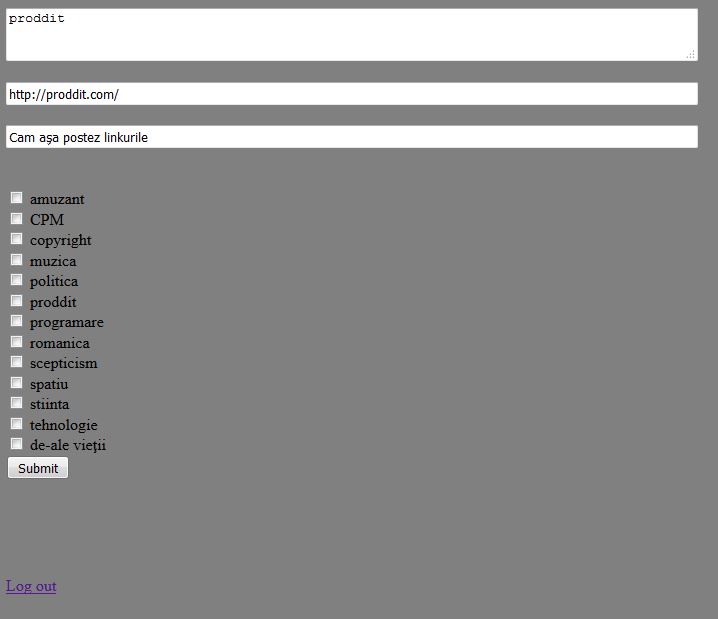 proddit
http://proddit.com/
Cam aşa postez linkurile
amuzant
CPM
copyright
muzica
politica
proddit
programare
romanica
scepticism
spatiu
stiinta
tehnologie
de-ale vieţii
Submit
Log out